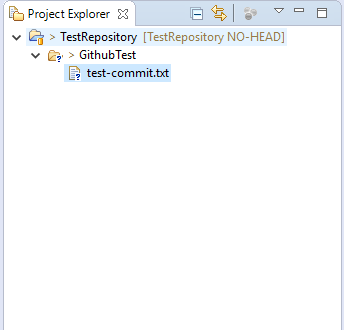 Project Explorer
> TestRepository [TestRepository NO-HEAD]
> GithubTest
test-commit.txt